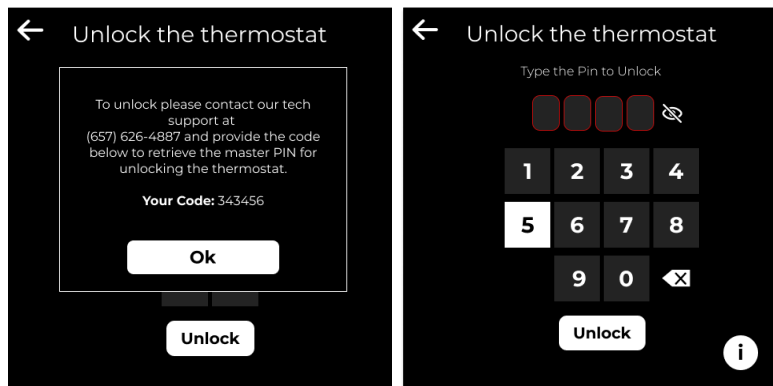 Unlock the thermostat
To unlock please contact our tech
support at
(657) 626-4887 and provide the code
below to retrieve the master PIN for
unlocking the thermostat.
Your Code: 343456
Ok
Unlock
Unlock the thermostat
Type the Pin to Unlock
1 2 3 4
5 6 7 8
9 0
Unlock
i